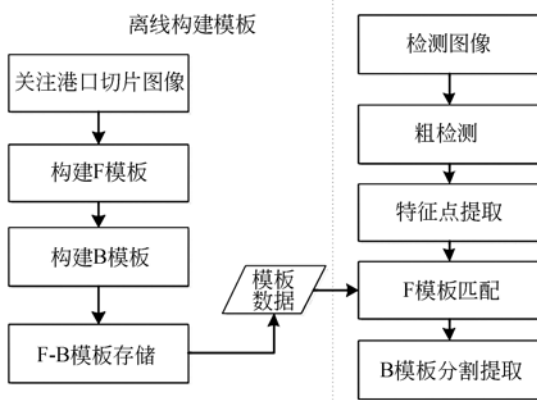 离线构建模板
关注港口切片图像
构建F模板
构建B模板
F-B模板存储
模板
数据
检测图像
粗检测
特征点提取
F模板匹配
B模板分割提取